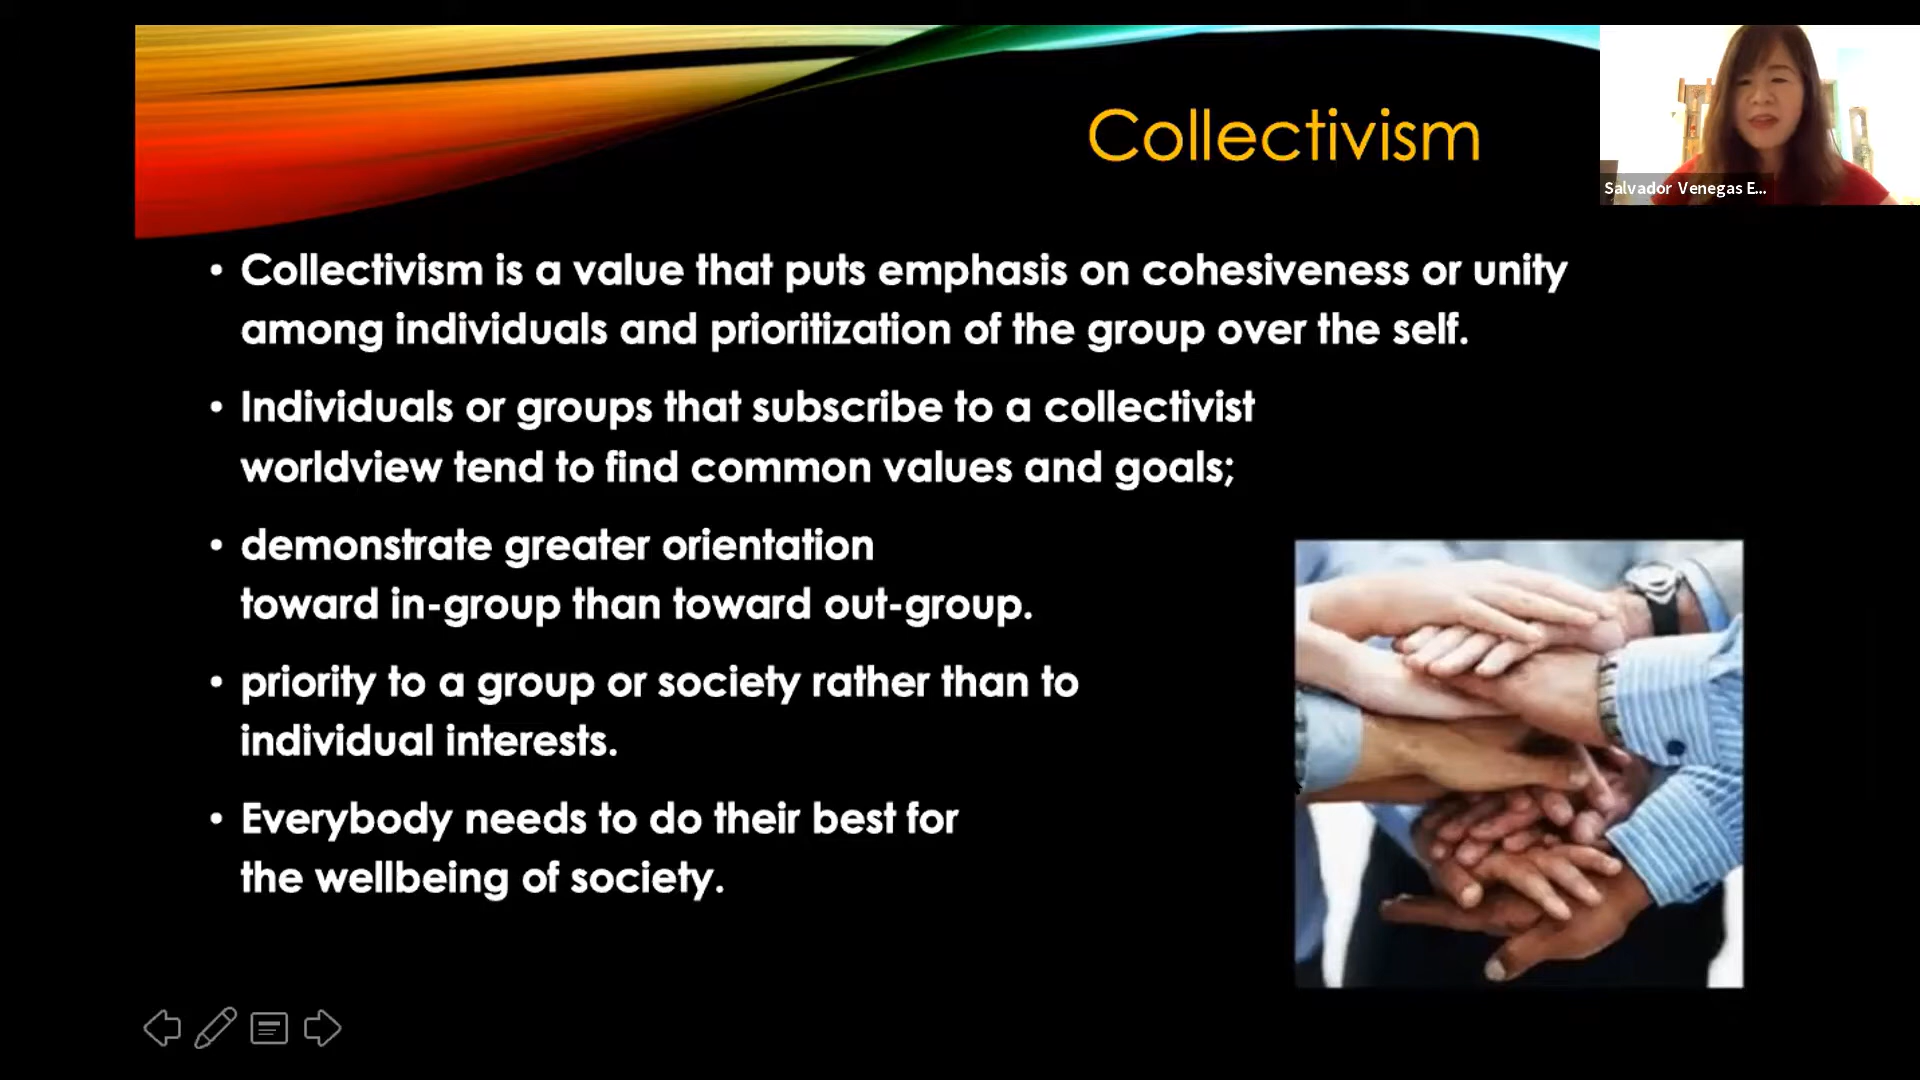 Collectivism
Salvador Venegas E...
• Collectivism is a value that puts emphasis on cohesiveness or unity
among individuals and prioritization of the group over the self.
• Individuals or groups that subscribe to a collectivist
worldview tend to find common values and goals;
• demonstrate greater orientation
toward in-group than toward out-group.
• priority to a group or society rather than to
individual interests.
• Everybody needs to do their best for
the wellbeing of society.